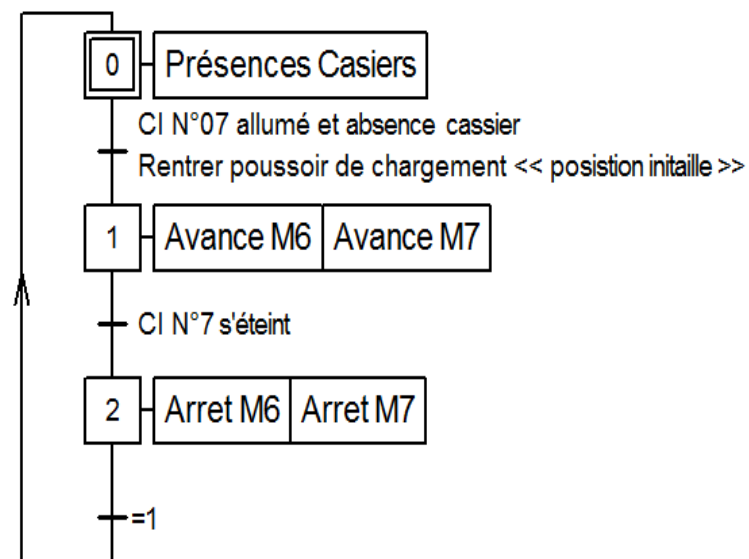 0 Présences Casiers
CI N°07 allumé et absence cassier
Rentrer poussoir de chargement << posistion initaille >>
1 Avance M6 Avance M7
CI N°7 s'éteint
2 Arret M6 Arret M7
=1